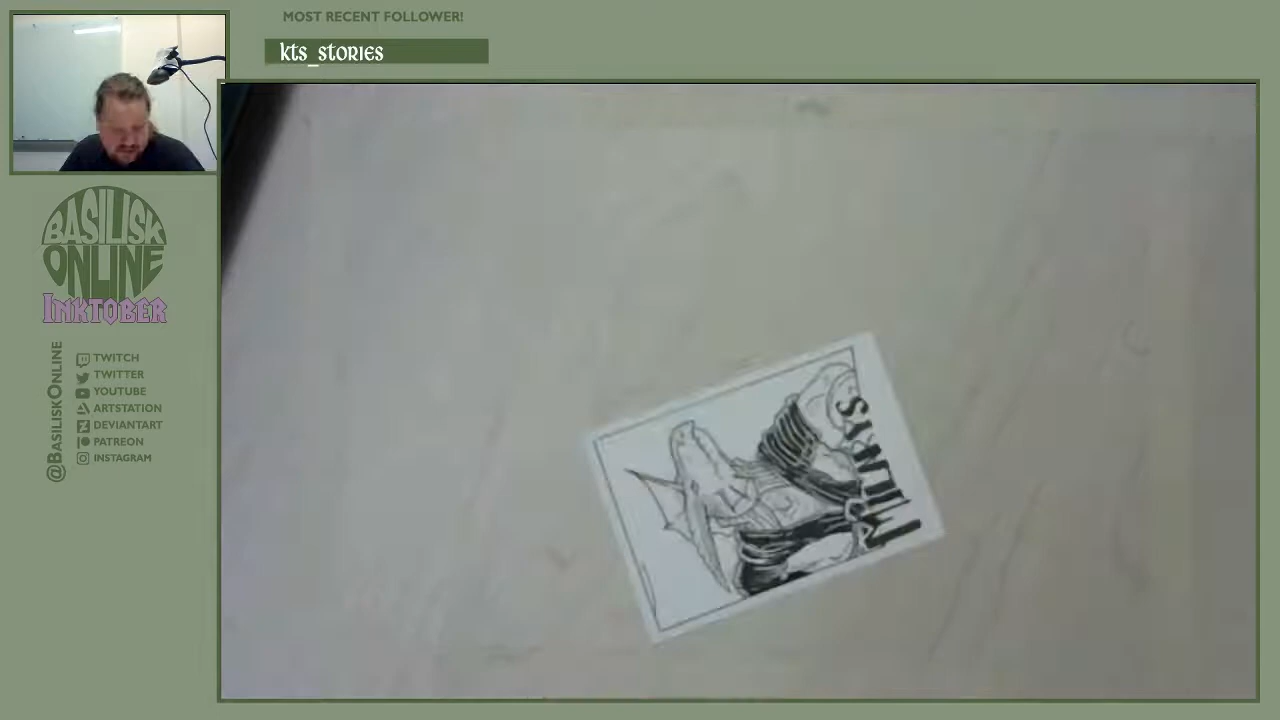 MOST RECENT FOLLOWER!
kts_stories
BASILISK
ONLINE
INKTOBER
@BASILISKONLINE
TWITCH
TWITTER
YOUTUBE
ARTSTATION
DEVIANTART
PATREON
INSTAGRAM